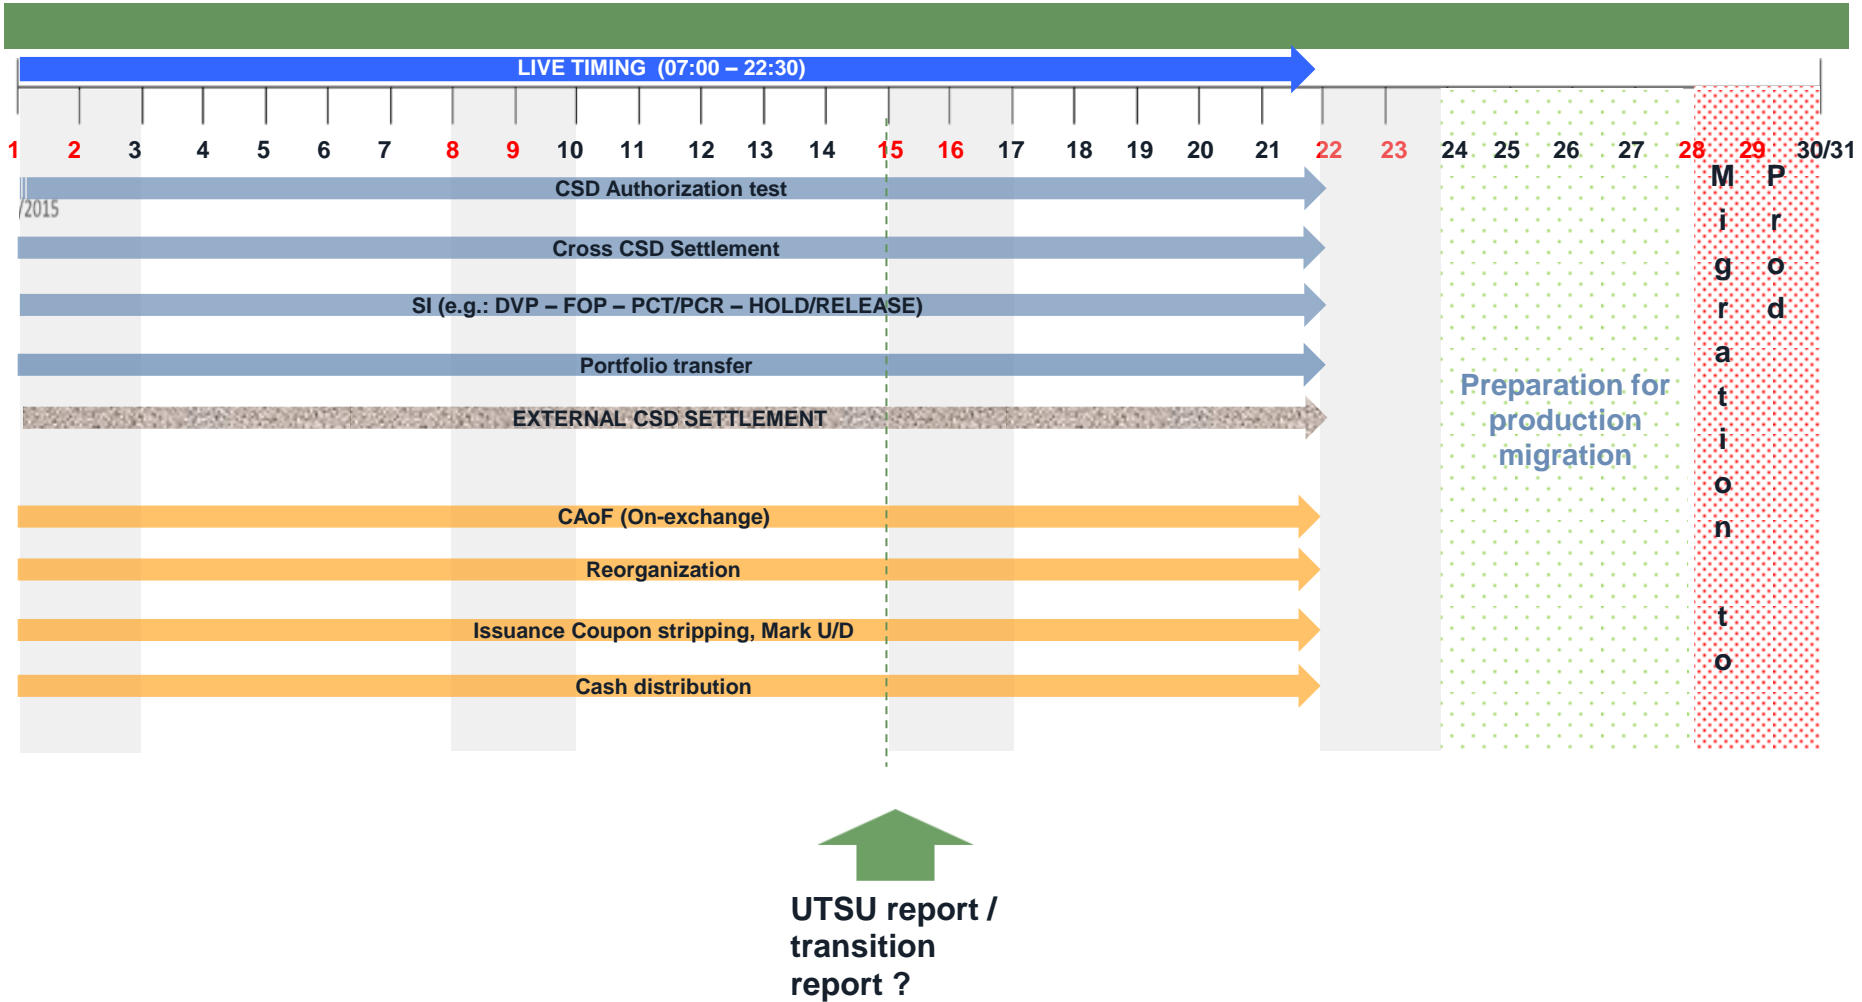 LIVE TIMING (07:00 – 22:30)
1 2 3 4 5 6 7 8 9 10 11 12 13 14 15 16 17 18 19 20 21 22 23 24 25 26 27 28 29 30/31
CSD Authorization test
/2015
Cross CSD Settlement
SI (e.g.: DVP – FOP – PCT/PCR – HOLD/RELEASE)
Portfolio transfer
EXTERNAL CSD SETTLEMENT
CAoF (On-exchange)
Reorganization
Issuance Coupon stripping, Mark U/D
Cash distribution
Preparation for
production
migration
Migration to
Prod
UTSU report /
transition
report ?